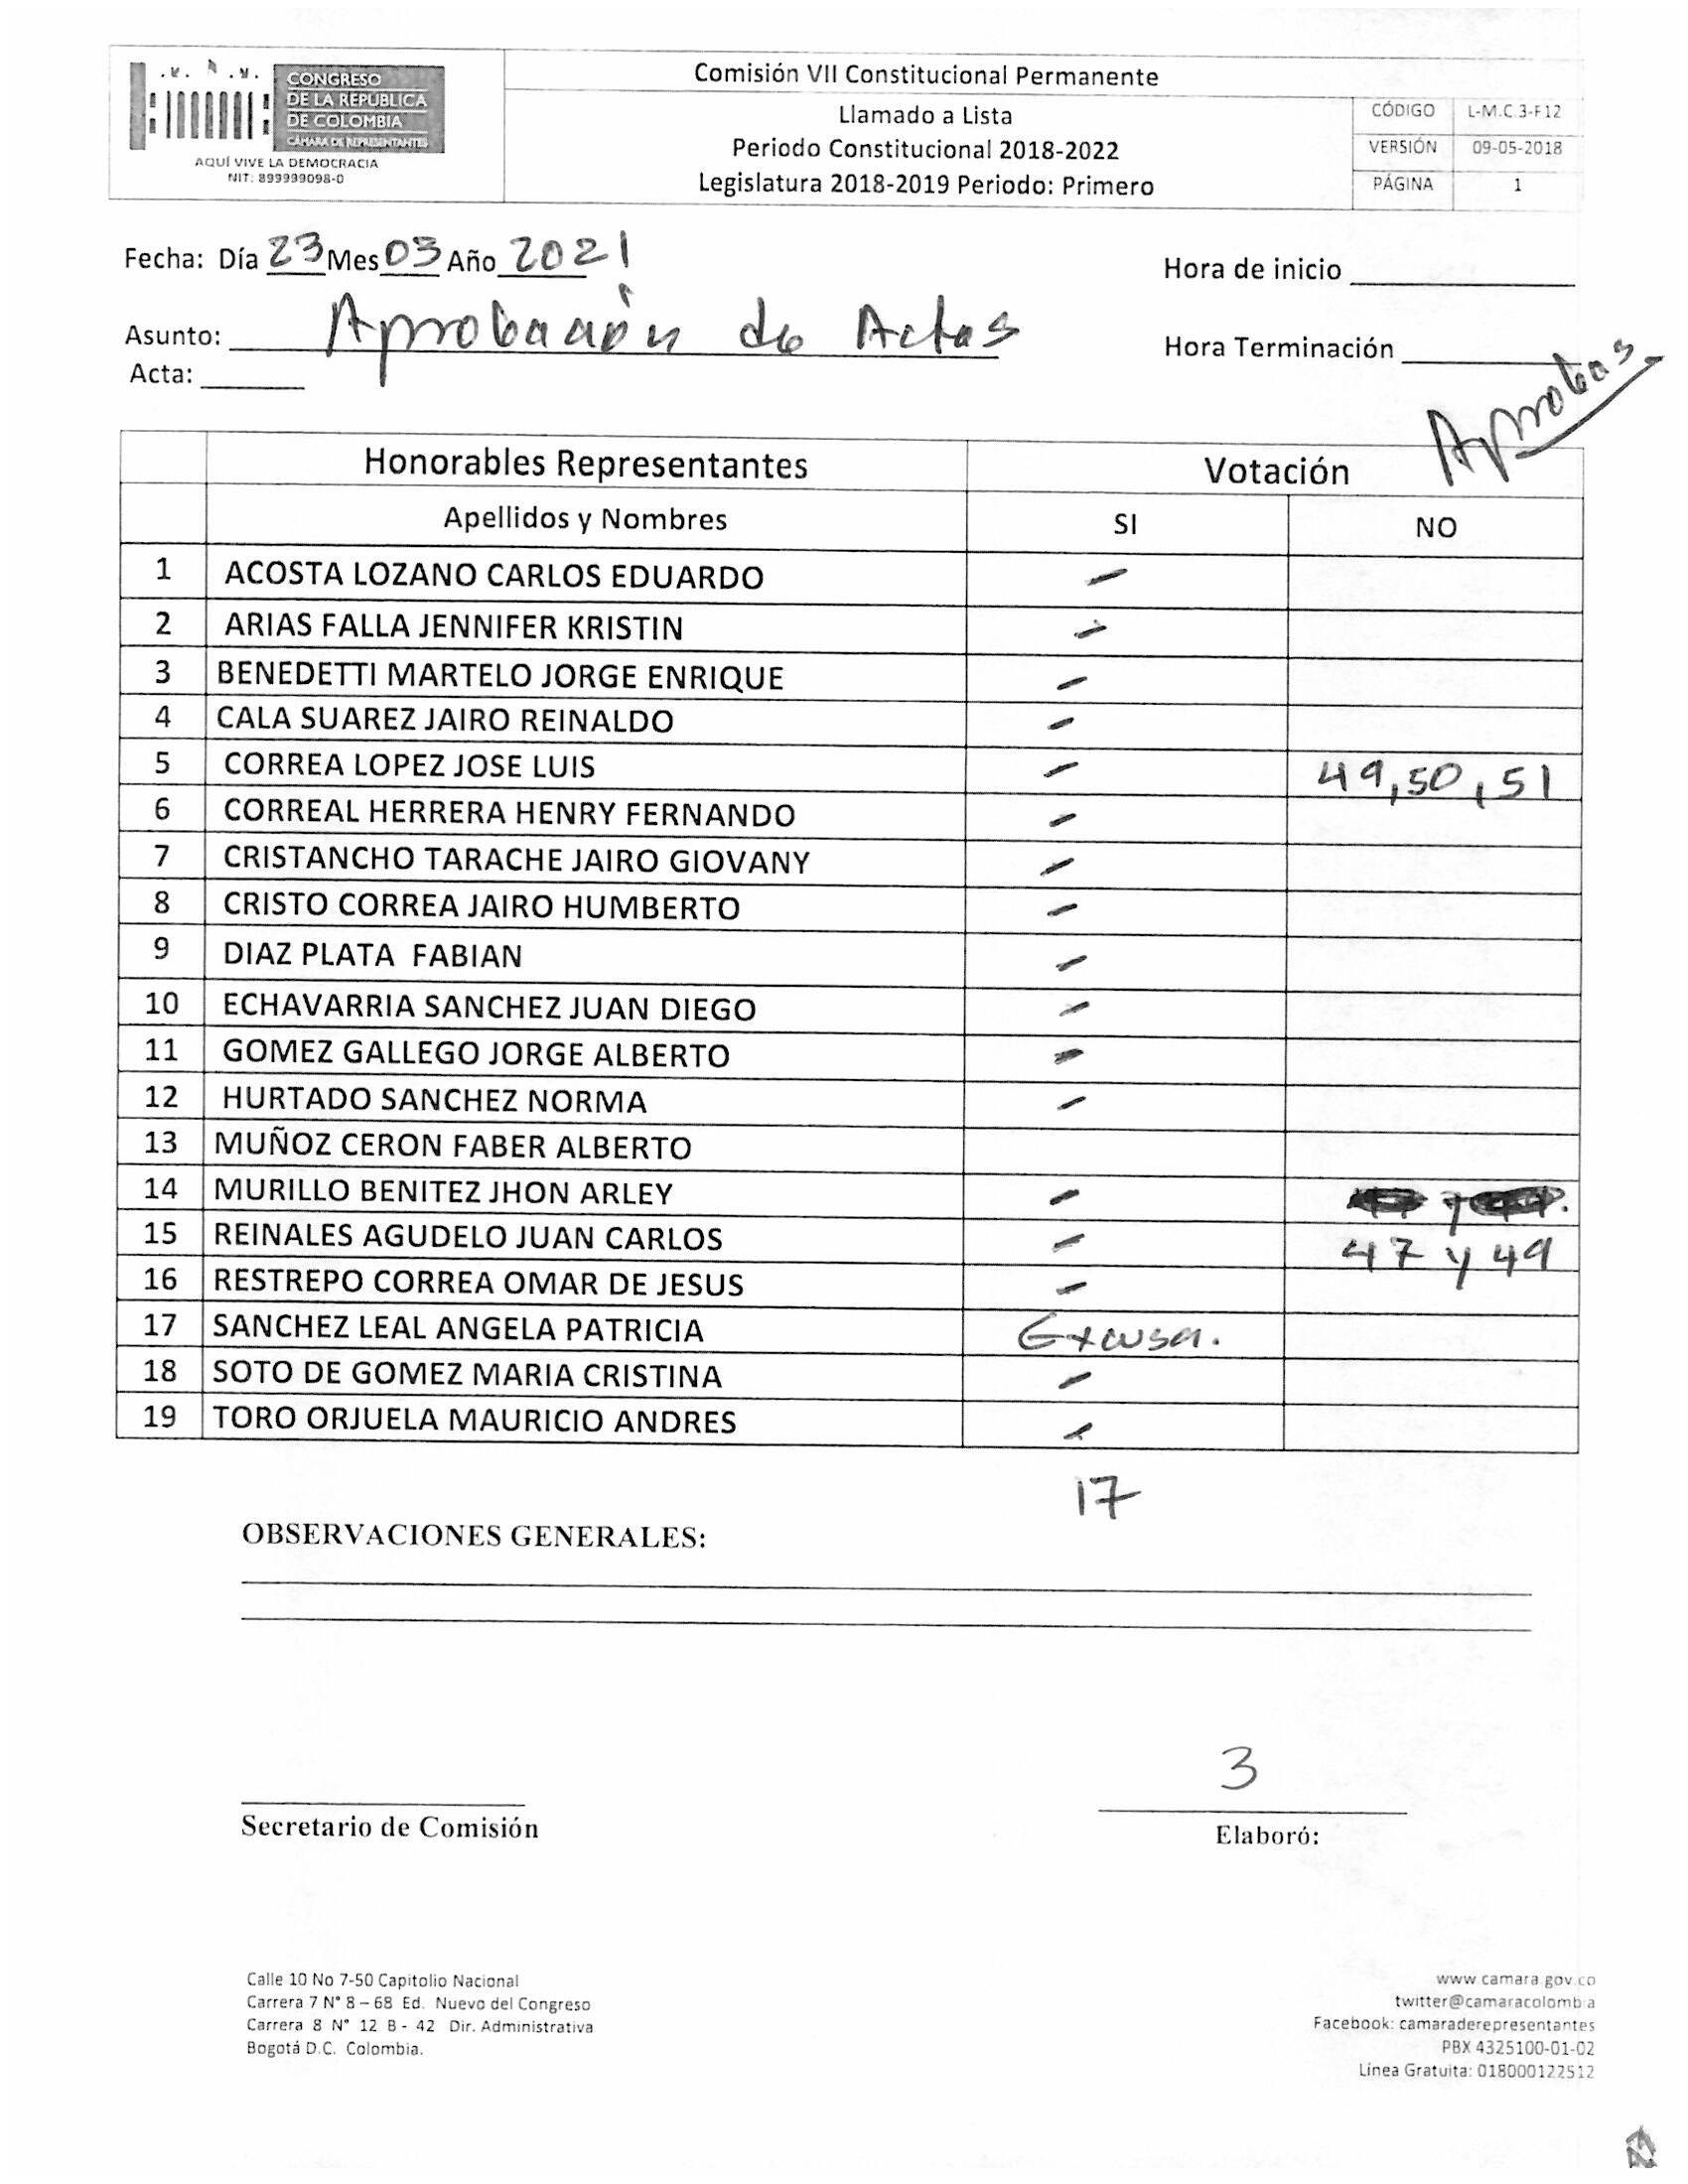 CONGRESO
DE LA REPÚBLICA
DE COLOMBIA
CÁMARA DE REPRESENTANTES
AQUÍ VIVE LA DEMOCRACIA
NIT: 899999098-0
Comisión VII Constitucional Permanente
Llamado a Lista
Periodo Constitucional 2018-2022
Legislatura 2018-2019 Periodo: Primero
CÓDIGO L-M.C.3-F12
VERSIÓN 09-05-2018
PÁGINA 1
Fecha: Día 23 Mes 03 Año 2021
Hora de inicio
Asunto: Aprobación de Actas
Hora Terminación
Acta:
Aprobas
Honorables Representantes Votación
Apellidos y Nombres SI NO
1 ACOSTA LOZANO CARLOS EDUARDO –
2 ARIAS FALLA JENNIFER KRISTIN –
3 BENEDETTI MARTELO JORGE ENRIQUE –
4 CALA SUAREZ JAIRO REINALDO –
5 CORREA LOPEZ JOSE LUIS – 49,50,51
6 CORREAL HERRERA HENRY FERNANDO –
7 CRISTANCHO TARACHE JAIRO GIOVANY –
8 CRISTO CORREA JAIRO HUMBERTO –
9 DIAZ PLATA FABIAN –
10 ECHAVARRIA SANCHEZ JUAN DIEGO –
11 GOMEZ GALLEGO JORGE ALBERTO –
12 HURTADO SANCHEZ NORMA –
13 MUÑOZ CERON FABER ALBERTO
14 MURILLO BENITEZ JHON ARLEY –
15 REINALES AGUDELO JUAN CARLOS – 47 y 49
16 RESTREPO CORREA OMAR DE JESUS –
17 SANCHEZ LEAL ANGELA PATRICIA Excusa.
18 SOTO DE GOMEZ MARIA CRISTINA –
19 TORO ORJUELA MAURICIO ANDRES –
17
OBSERVACIONES GENERALES:
3
Secretario de Comisión
Elaboró:
Calle 10 No 7-50 Capitolio Nacional
Carrera 7 N° 8 – 68 Ed. Nuevo del Congreso
Carrera 8 N° 12 B - 42 Dir. Administrativa
Bogotá D.C. Colombia.
www.camara.gov.co
twitter@camaracolombia
Facebook: camaraderepresentantes
PBX 4325100-01-02
Línea Gratuita: 018000122512